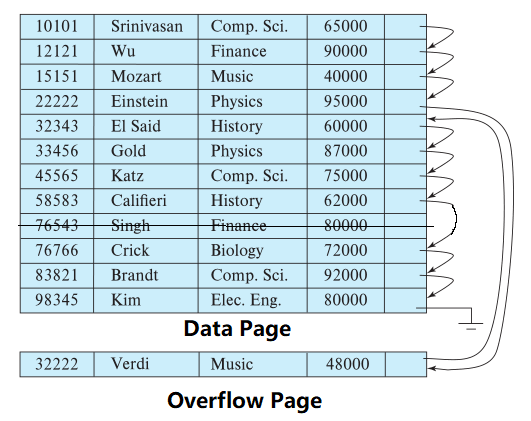 10101 Srinivasan Comp. Sci. 65000
12121 Wu Finance 90000
15151 Mozart Music 40000
22222 Einstein Physics 95000
32343 El Said History 60000
33456 Gold Physics 87000
45565 Katz Comp. Sci. 75000
58583 Califieri History 62000
76543 Singh Finance 80000
76766 Crick Biology 72000
83821 Brandt Comp. Sci. 92000
98345 Kim Elec. Eng. 80000
Data Page
32222 Verdi Music 48000
Overflow Page